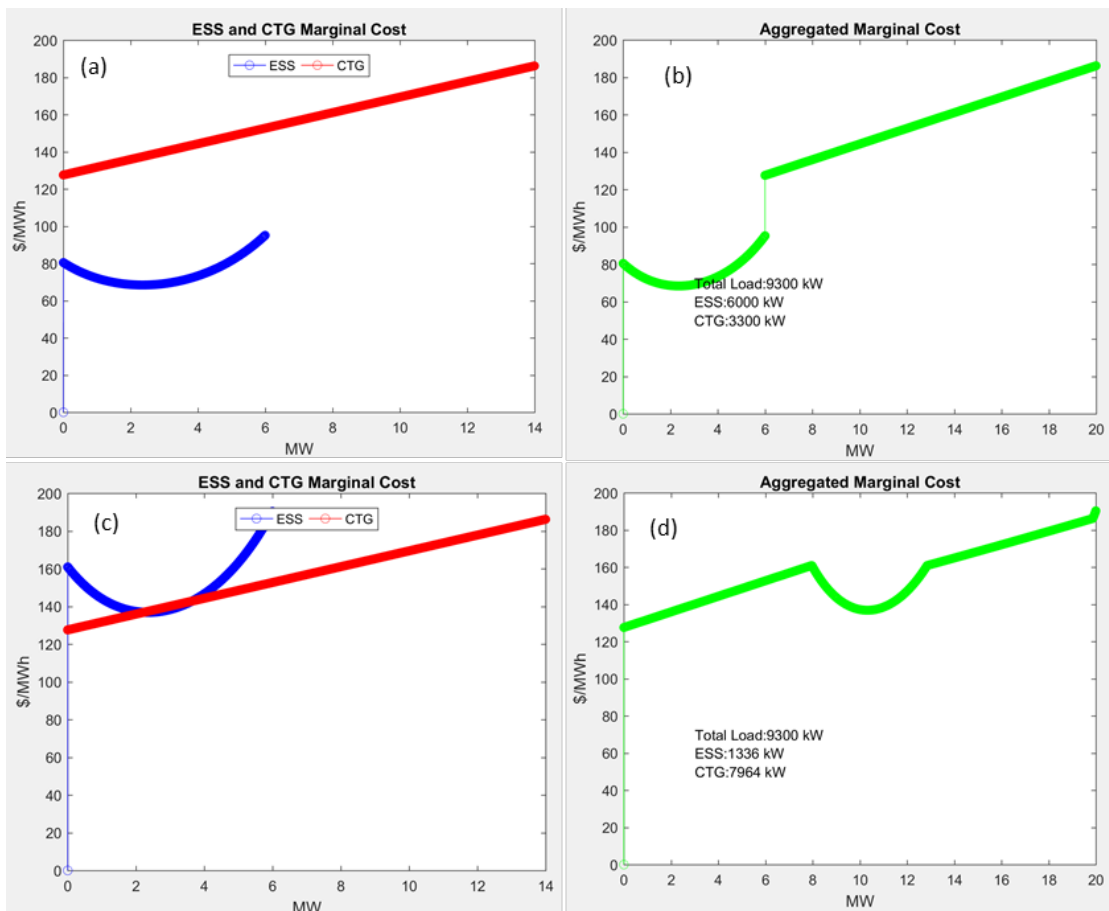 ESS and CTG Marginal Cost
(a)
ESS CTG
200
180
160
140
120
100
80
60
40
20
0
$/MWh
0 2 4 6 8 10 12 14
MW
Aggregated Marginal Cost
(b)
200
180
160
140
120
100
80
60
40
20
0
$/MWh
Total Load:9300 kW
ESS:6000 kW
CTG:3300 kW
0 2 4 6 8 10 12 14 16 18 20
MW
ESS and CTG Marginal Cost
(c)
ESS CTG
200
180
160
140
120
100
80
60
40
20
0
$/MWh
0 2 4 6 8 10 12 14
MW
Aggregated Marginal Cost
(d)
200
180
160
140
120
100
80
60
40
20
0
$/MWh
Total Load:9300 kW
ESS:1336 kW
CTG:7964 kW
0 2 4 6 8 10 12 14 16 18 20
MW